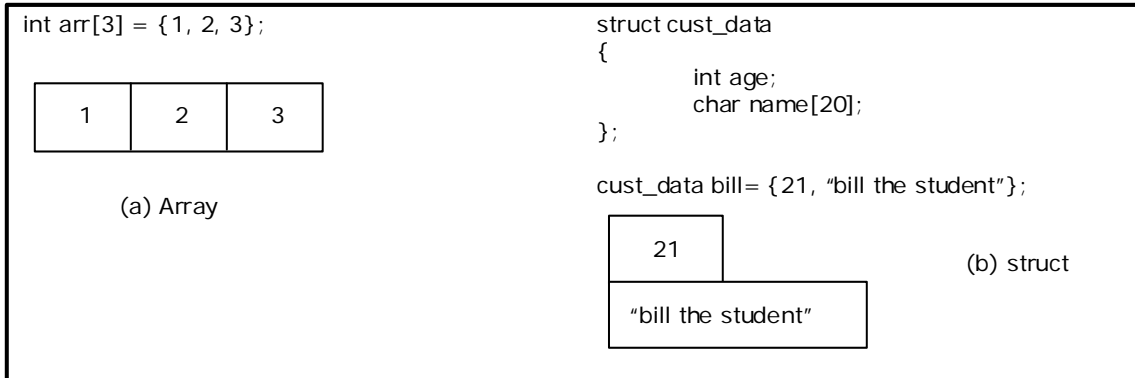 int arr[3] = {1, 2, 3};
1 2 3
(a) Array
struct cust_data
{
int age;
char name[20];
};
cust_data bill= {21, “bill the student”};
21
(b) struct
“bill the student”